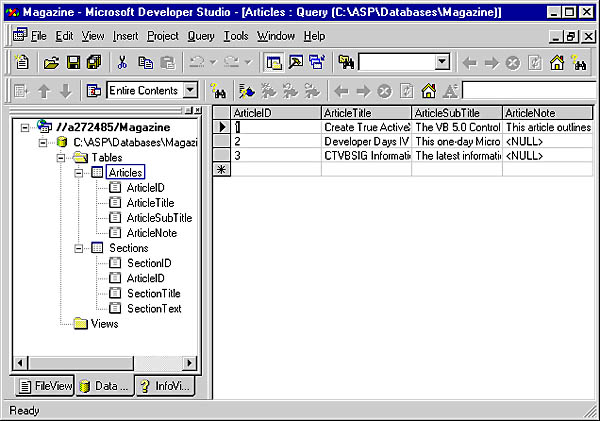 Magazine - Microsoft Developer Studio - [Articles : Query (C:\ASP\Databases\Magazine)]
File Edit View Insert Project Query Tools Window Help
Entire Contents
//a272485/Magazine
C:\ASP\Databases\Magazi
Tables
Articles
ArticleID
ArticleTitle
ArticleSubTitle
ArticleNote
Sections
SectionID
ArticleID
SectionTitle
SectionText
Views
FileView Data ... InfoVi...
ArticleID ArticleTitle ArticleSubTitle ArticleNote
1 Create True Active The VB 5.0 Control This article outlines
2 Developer Days IV This one-day Micro <NULL>
3 CTVBSIG Informati The latest informati <NULL>
Ready